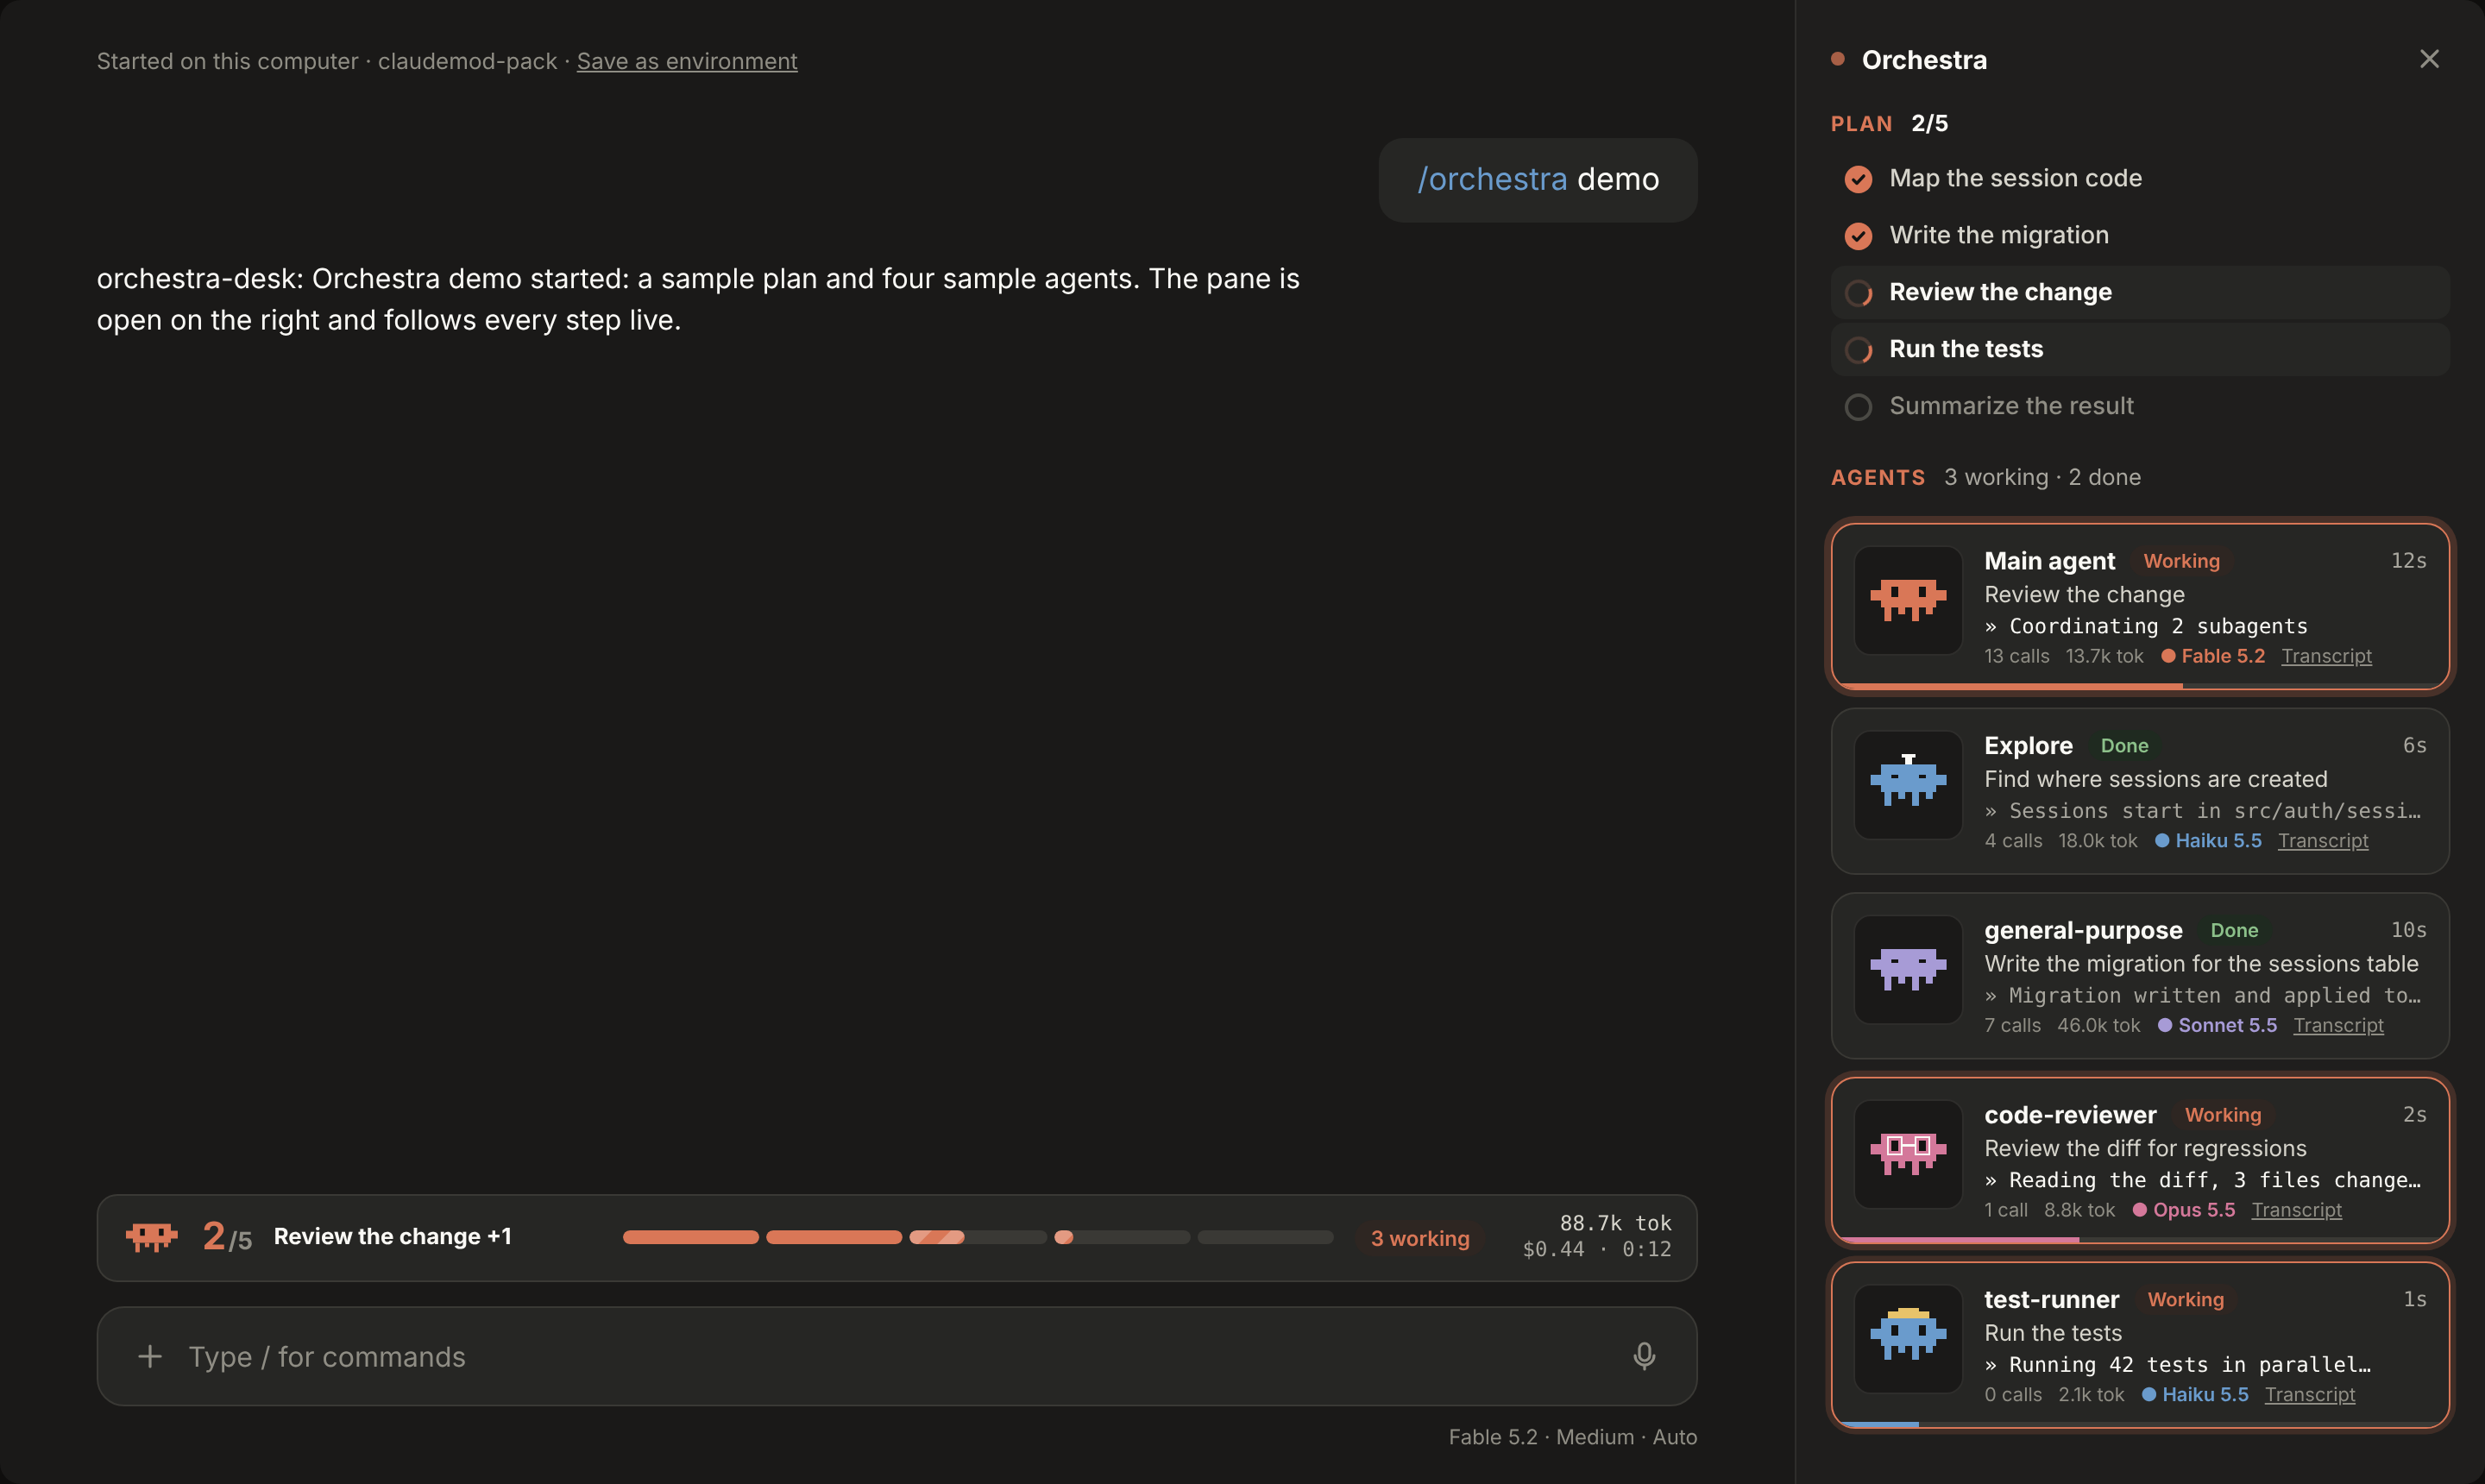 Started on this computer · claudemod-pack · Save as environment
/orchestra demo
orchestra-desk: Orchestra demo started: a sample plan and four sample agents. The pane is
open on the right and follows every step live.
2/5 Review the change +1
3 working
88.7k tok
$0.44 · 0:12
Type / for commands
Fable 5.2 · Medium · Auto
Orchestra
PLAN 2/5
Map the session code
Write the migration
Review the change
Run the tests
Summarize the result
AGENTS 3 working · 2 done
Main agent Working 12s
Review the change
» Coordinating 2 subagents
13 calls 13.7k tok Fable 5.2 Transcript
Explore Done 6s
Find where sessions are created
» Sessions start in src/auth/sessi…
4 calls 18.0k tok Haiku 5.5 Transcript
general-purpose Done 10s
Write the migration for the sessions table
» Migration written and applied to…
7 calls 46.0k tok Sonnet 5.5 Transcript
code-reviewer Working 2s
Review the diff for regressions
» Reading the diff, 3 files change…
1 call 8.8k tok Opus 5.5 Transcript
test-runner Working 1s
Run the tests
» Running 42 tests in parallel…
0 calls 2.1k tok Haiku 5.5 Transcript